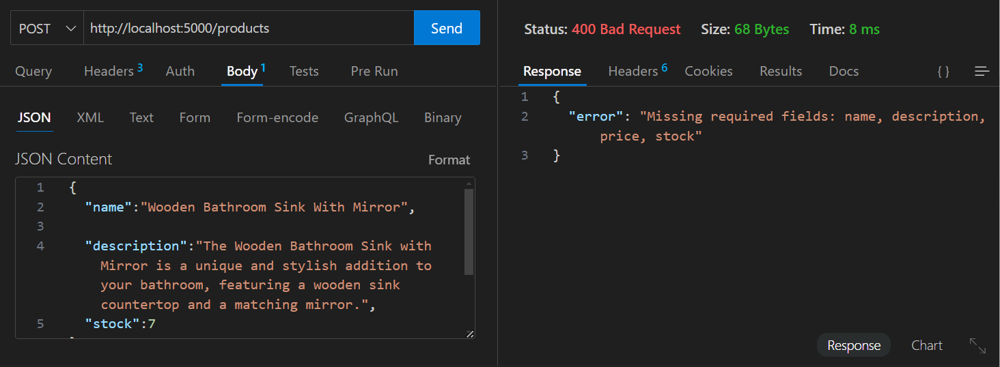 POST http://localhost:5000/products Send
Query Headers 3 Auth Body 1 Tests Pre Run
JSON XML Text Form Form-encode GraphQL Binary
JSON Content Format
1 {
2 "name":"Wooden Bathroom Sink With Mirror",
3
4 "description":"The Wooden Bathroom Sink with
Mirror is a unique and stylish addition to
your bathroom, featuring a wooden sink
countertop and a matching mirror.",
5 "stock":7
Status: 400 Bad Request Size: 68 Bytes Time: 8 ms
Response Headers 6 Cookies Results Docs { }
1 {
2 "error": "Missing required fields: name, description,
price, stock"
3 }
Response Chart